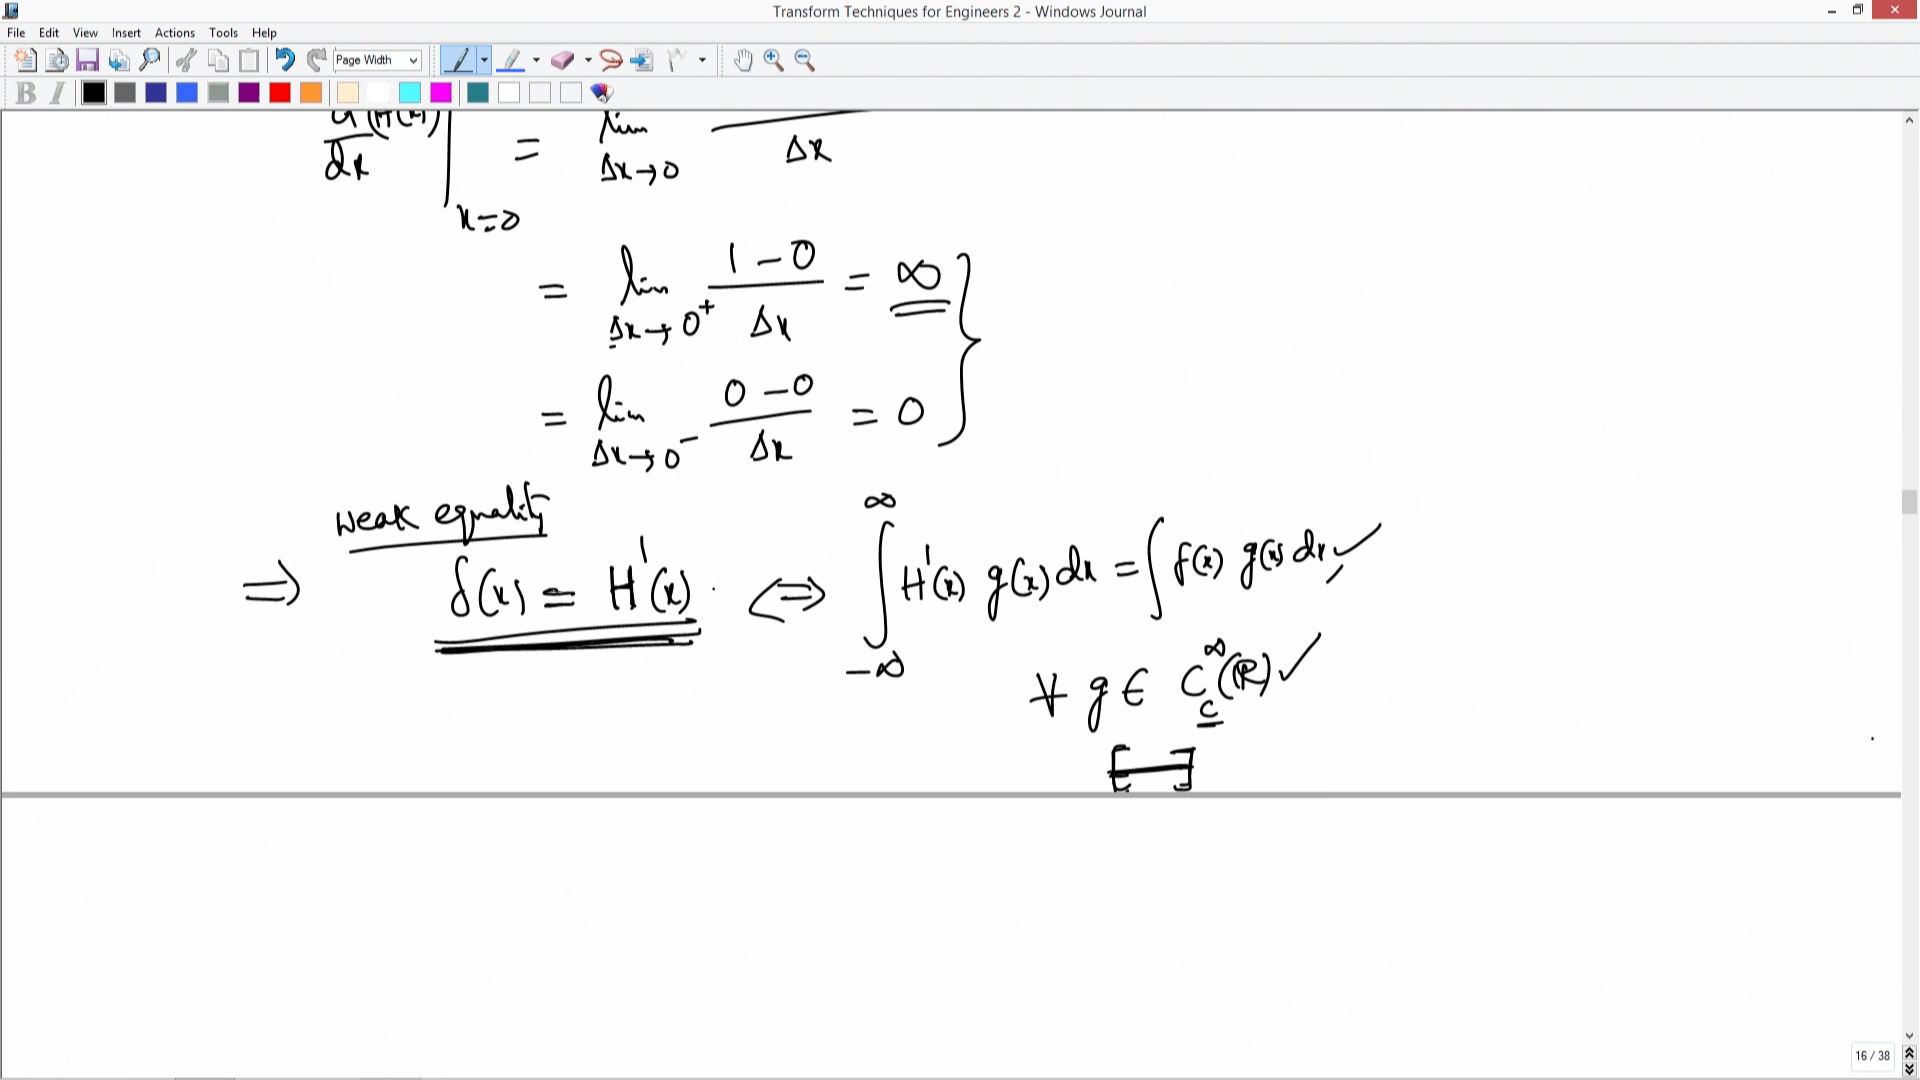 Transform Techniques for Engineers 2 - Windows Journal
File Edit View Insert Actions Tools Help
Page Width
B I
d(H(x))/dx |x=0 = lim Δx→0 ——/Δx
= lim Δx→0⁺ (1-0)/Δx = ∞
= lim Δx→0⁻ (0-0)/Δx = 0
weak equality
⇒ δ(x) = H'(x). ⇔ ∫_{-∞}^{∞} H'(x) g(x) dx = ∫ f(x) g(x) dx, ✓
∀ g ∈ C_c^∞(ℝ) ✓
[ ]
16 / 38